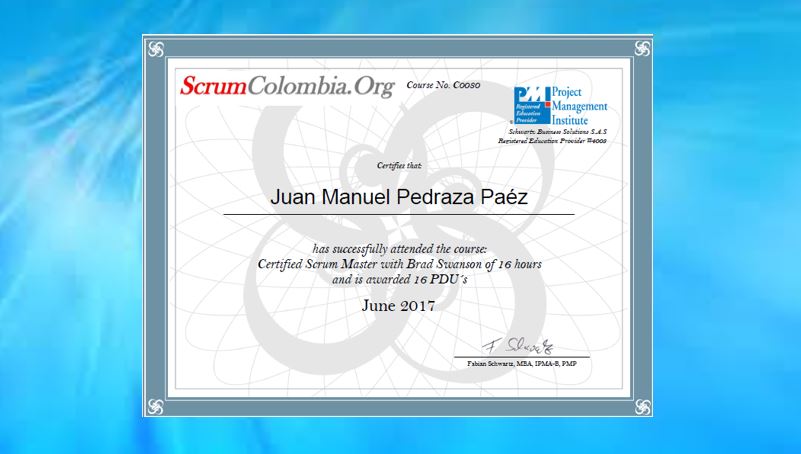 ScrumColombia.Org
Course No. C0080
PMI Project
Registered Management
Education
Provider Institute
Schwartz Business Solutions S.A.S
Registered Education Provider #4008
Certifies that:
Juan Manuel Pedraza Paéz
has successfully attended the course:
Certified Scrum Master with Brad Swanson of 16 hours
and is awarded 16 PDU´s
June 2017
F Schwartz
Fabian Schwartz, MBA, IPMA-B, PMP